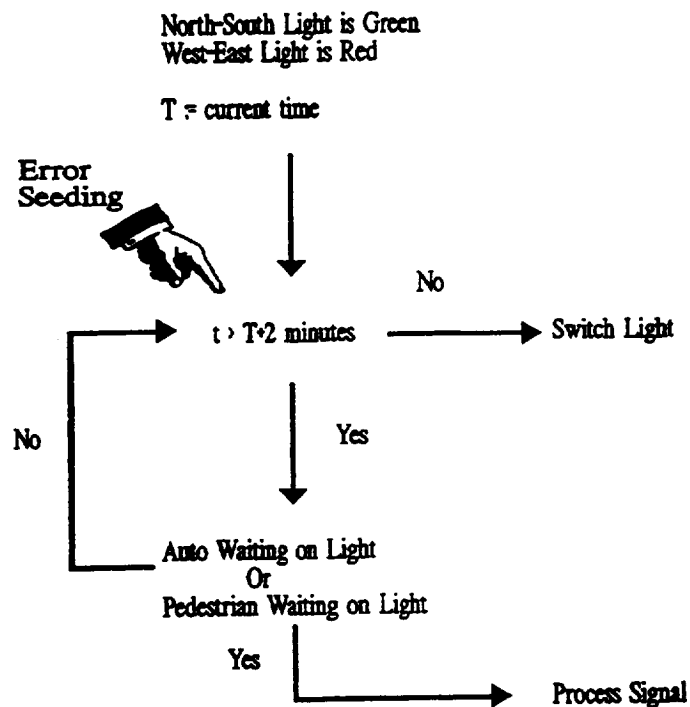 North-South Light is Green
West-East Light is Red
T := current time
Error
Seeding
No
t > T+2 minutes
Switch Light
No
Yes
Auto Waiting on Light
Or
Pedestrian Waiting on Light
Yes
Process Signal